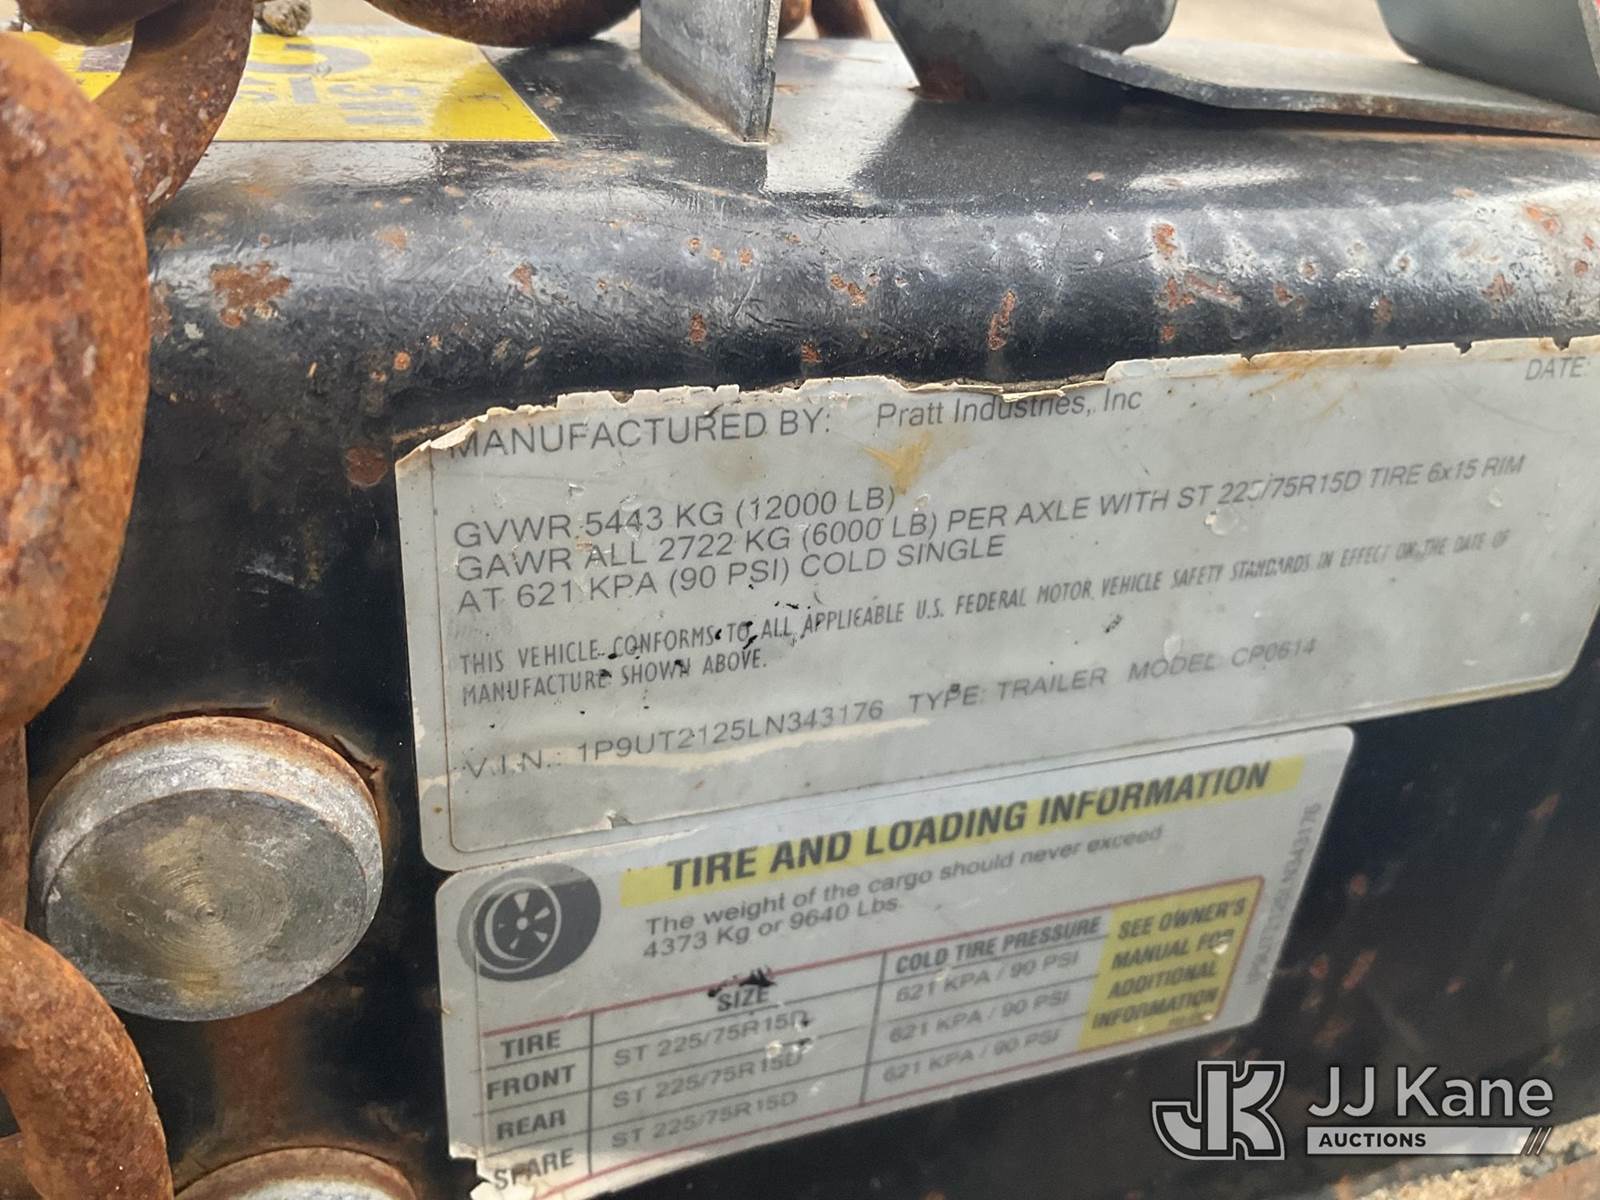 MANUFACTURED BY: Pratt Industries, Inc DATE:
GVWR 5443 KG (12000 LB)
GAWR ALL 2722 KG (6000 LB) PER AXLE WITH ST 225/75R15D TIRE 6x15 RIM
AT 621 KPA (90 PSI) COLD SINGLE
THIS VEHICLE CONFORMS TO ALL APPLICABLE U.S. FEDERAL MOTOR VEHICLE SAFETY STANDARDS IN EFFECT ON THE DATE OF
MANUFACTURE SHOWN ABOVE.
V.I.N.: 1P9UT2125LN343176 TYPE: TRAILER MODEL: CP0614
TIRE AND LOADING INFORMATION
The weight of the cargo should never exceed
4373 Kg or 9640 Lbs.
TIRE SIZE COLD TIRE PRESSURE
FRONT ST 225/75R15D 621 KPA / 90 PSI
REAR ST 225/75R15D 621 KPA / 90 PSI
SPARE ST 225/75R15D 621 KPA / 90 PSI
SEE OWNER'S
MANUAL FOR
ADDITIONAL
INFORMATION
1P9UT2125LN343176
JK JJ Kane
AUCTIONS